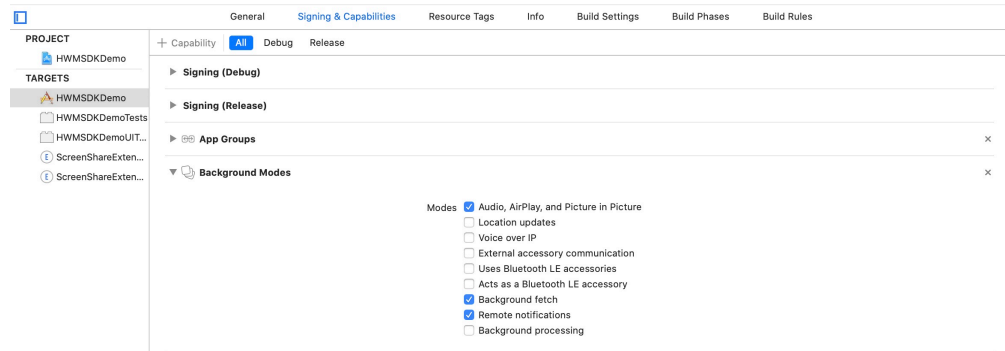 General Signing & Capabilities Resource Tags Info Build Settings Build Phases Build Rules
PROJECT
HWMSDKDemo
TARGETS
HWMSDKDemo
HWMSDKDemoTests
HWMSDKDemoUIT...
ScreenShareExten...
ScreenShareExten...
+ Capability All Debug Release
Signing (Debug)
Signing (Release)
App Groups
Background Modes
Modes Audio, AirPlay, and Picture in Picture
Location updates
Voice over IP
External accessory communication
Uses Bluetooth LE accessories
Acts as a Bluetooth LE accessory
Background fetch
Remote notifications
Background processing